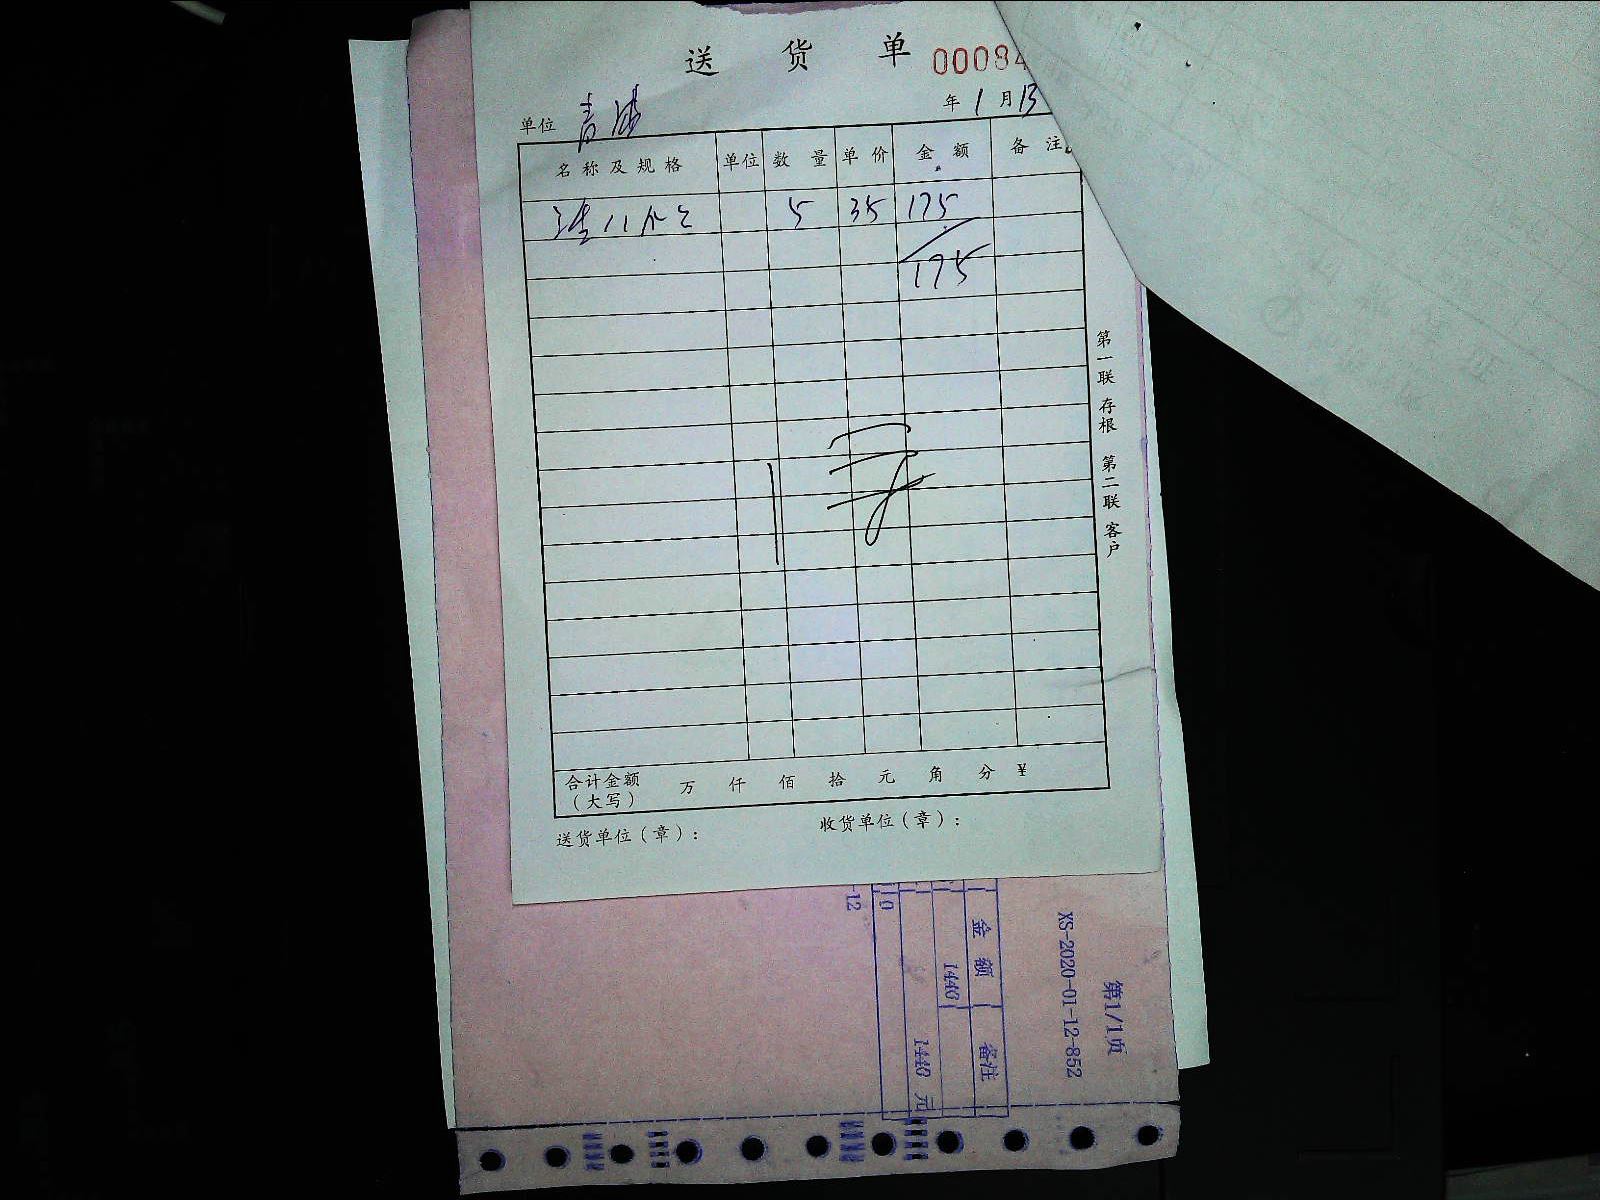 送 货 单 00084
单位 青 年 1 月 13
名称及规格 单位 数 量 单 价 金 额 备 注
5 35 175
175
第一联 存根 第二联 客户
合计金额(大写) 万 仟 佰 拾 元 角 分 ¥
送货单位(章): 收货单位(章):
第1/1页
XS-2020-01-12-852
金 额 备注
1440
1440 元
0
-12